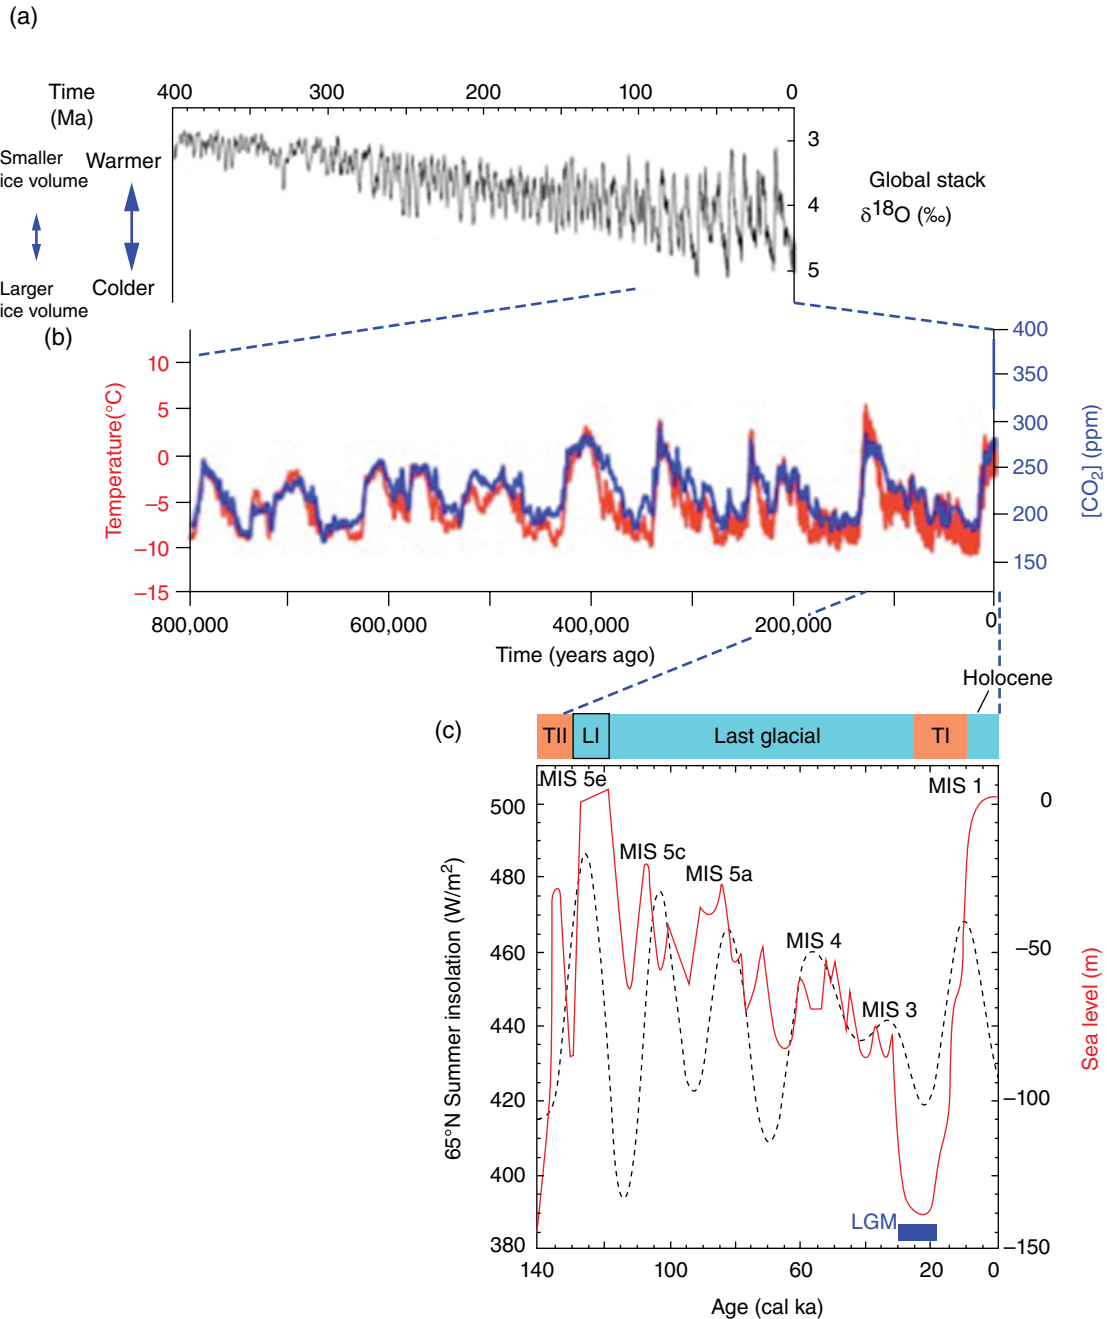 (a)
Time
(Ma)
400 300 200 100 0
Smaller
ice volume
Warmer
Larger
ice volume
Colder
3
4
5
Global stack
δ¹⁸O (‰)
(b)
Temperature(°C)
10
5
0
−5
−10
−15
400
350
300
250
200
150
[CO₂] (ppm)
800,000 600,000 400,000 200,000 0
Time (years ago)
Holocene
(c)
TII LI Last glacial TI
MIS 5e
MIS 1
MIS 5c
MIS 5a
MIS 4
MIS 3
LGM
65°N Summer insolation (W/m²)
500
480
460
440
420
400
380
0
−50
−100
−150
Sea level (m)
140 100 60 20 0
Age (cal ka)